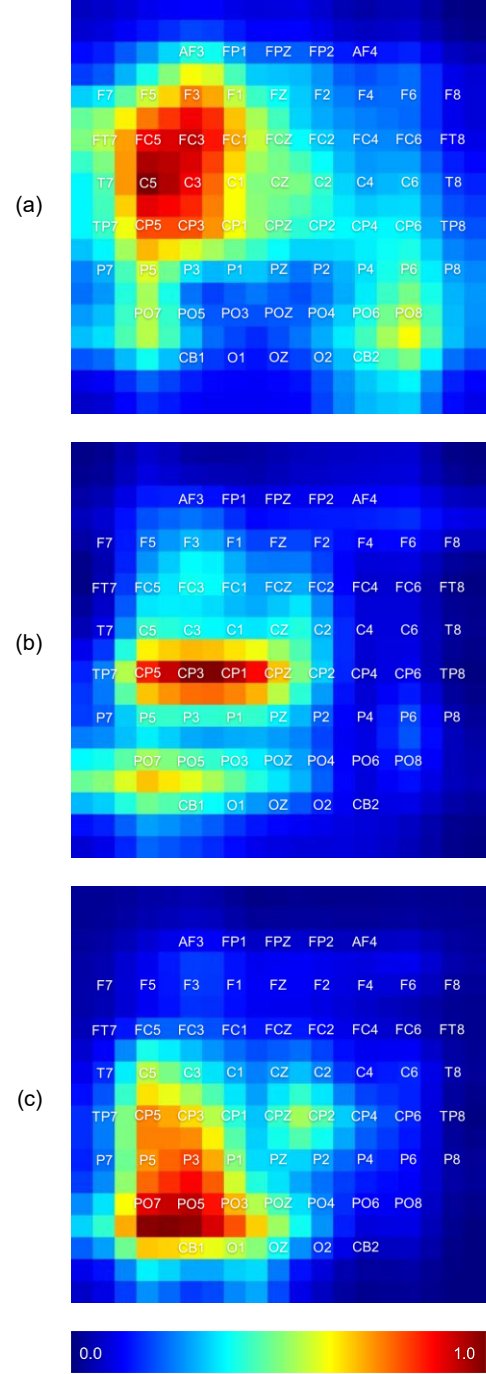 AF3 FP1 FPZ FP2 AF4
F7 F5 F3 F1 FZ F2 F4 F6 F8
FT7 FC5 FC3 FC1 FCZ FC2 FC4 FC6 FT8
(a)
T7 C5 C3 C1 CZ C2 C4 C6 T8
TP7 CP5 CP3 CP1 CPZ CP2 CP4 CP6 TP8
P7 P5 P3 P1 PZ P2 P4 P6 P8
PO7 PO5 PO3 POZ PO4 PO6 PO8
CB1 O1 OZ O2 CB2
AF3 FP1 FPZ FP2 AF4
F7 F5 F3 F1 FZ F2 F4 F6 F8
FT7 FC5 FC3 FC1 FCZ FC2 FC4 FC6 FT8
T7 C5 C3 C1 CZ C2 C4 C6 T8
(b)
TP7 CP5 CP3 CP1 CPZ CP2 CP4 CP6 TP8
P7 P5 P3 P1 PZ P2 P4 P6 P8
PO7 PO5 PO3 POZ PO4 PO6 PO8
CB1 O1 OZ O2 CB2
AF3 FP1 FPZ FP2 AF4
F7 F5 F3 F1 FZ F2 F4 F6 F8
FT7 FC5 FC3 FC1 FCZ FC2 FC4 FC6 FT8
T7 C5 C3 C1 CZ C2 C4 C6 T8
(c)
TP7 CP5 CP3 CP1 CPZ CP2 CP4 CP6 TP8
P7 P5 P3 P1 PZ P2 P4 P6 P8
PO7 PO5 PO3 POZ PO4 PO6 PO8
CB1 O1 OZ O2 CB2
0.0 1.0